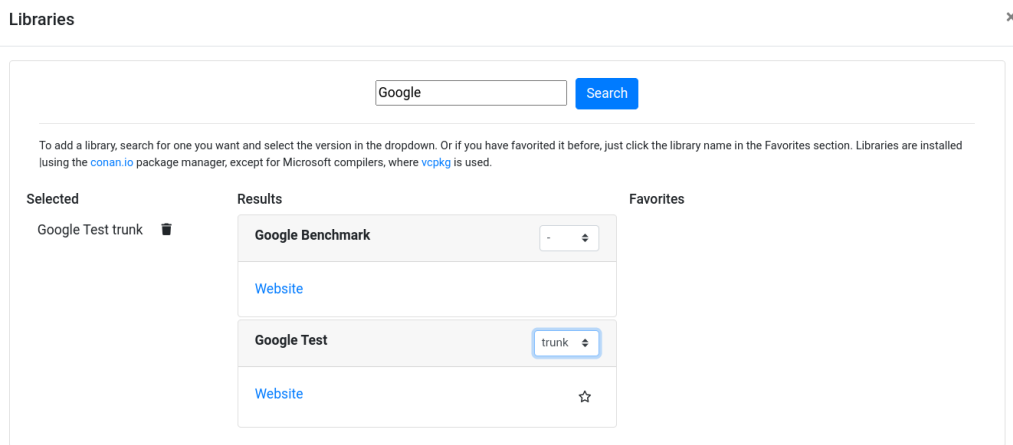 Libraries
×
Google
Search
To add a library, search for one you want and select the version in the dropdown. Or if you have favorited it before, just click the library name in the Favorites section. Libraries are installed
|using the conan.io package manager, except for Microsoft compilers, where vcpkg is used.
Selected
Google Test trunk
Results
Google Benchmark
-
Website
Google Test
trunk
Website
Favorites